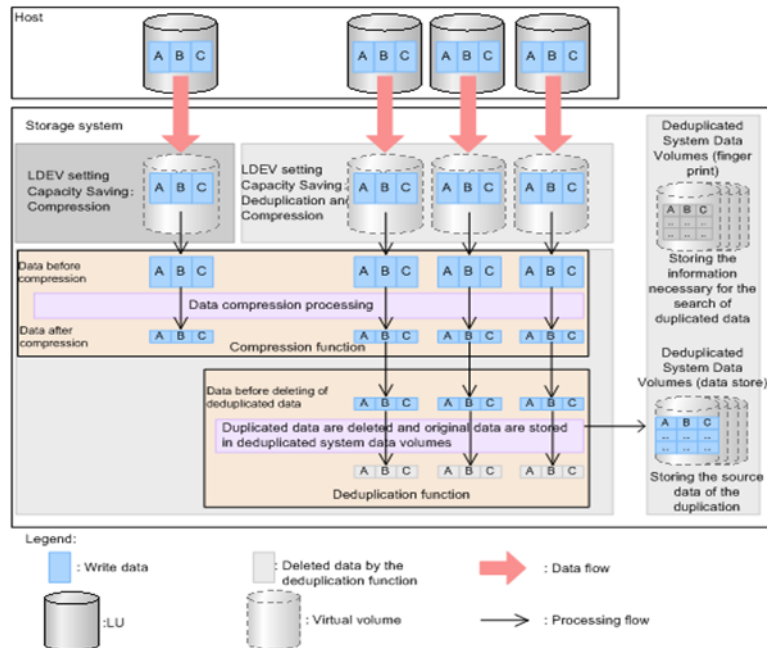 Host
A B C
A B C
A B C
A B C
Storage system
LDEV setting
Capacity Saving:
Compression
A B C
LDEV setting
Capacity Saving:
Deduplication and
Compression
A B C
A B C
A B C
Data before
compression
A B C
A B C
A B C
A B C
Data compression processing
Data after
compression
A B C
A B C
A B C
A B C
Compression function
Data before deleting of
deduplicated data
A B C
A B C
A B C
Duplicated data are deleted and original data are stored
in deduplicated system data volumes
A B C
A B C
A B C
Deduplication function
Deduplicated
System Data
Volumes (finger
print)
A B C
... ... ...
... ... ...
Storing the
information
necessary for the
search of
duplicated data
Deduplicated
System Data
Volumes (data store)
A B C
... ... ...
... ... ...
Storing the source
data of the
duplication
Legend:
: Write data
: Deleted data by the
deduplication function
: Data flow
:LU
: Virtual volume
: Processing flow